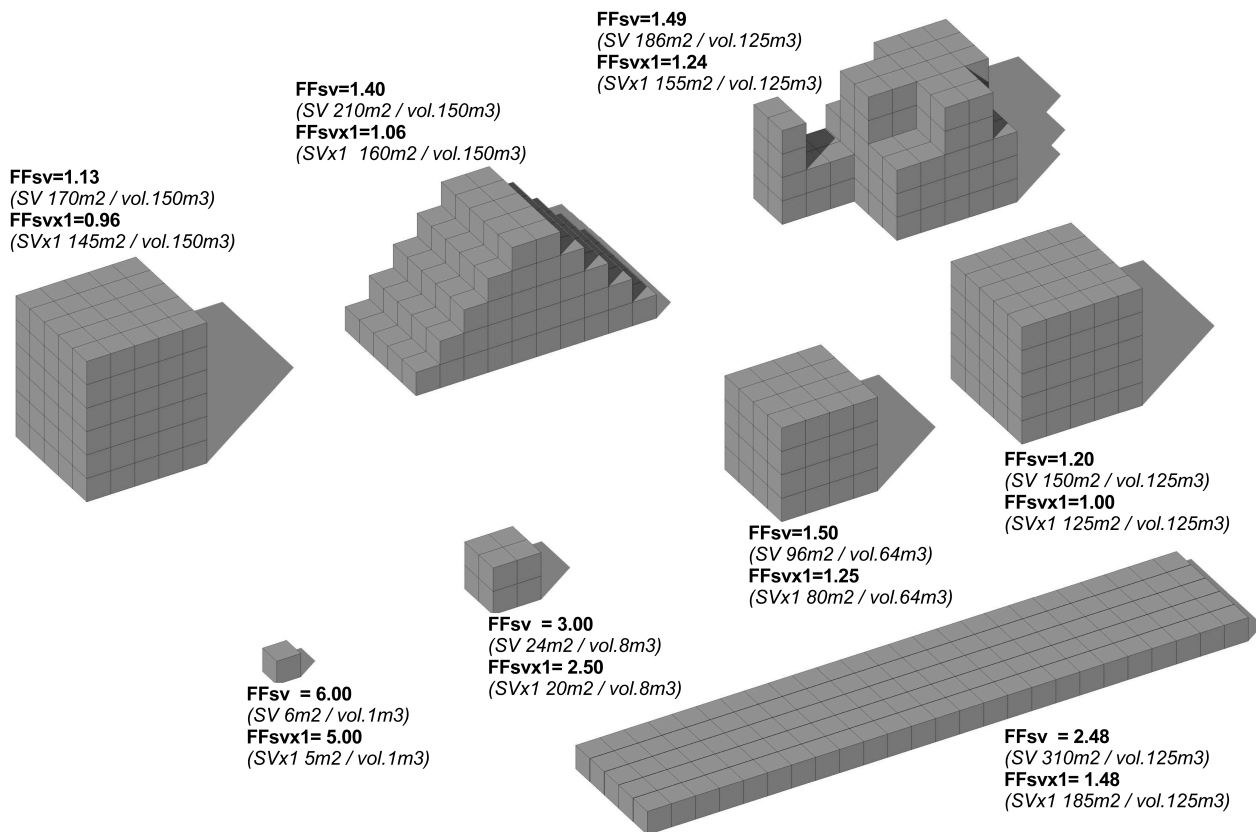 FFsv=1.49
(SV 186m2 / vol.125m3)
FFsvx1=1.24
(SVx1 155m2 / vol.125m3)
FFsv=1.40
(SV 210m2 / vol.150m3)
FFsvx1=1.06
(SVx1 160m2 / vol.150m3)
FFsv=1.13
(SV 170m2 / vol.150m3)
FFsvx1=0.96
(SVx1 145m2 / vol.150m3)
FFsv=1.20
(SV 150m2 / vol.125m3)
FFsvx1=1.00
(SVx1 125m2 / vol.125m3)
FFsv=1.50
(SV 96m2 / vol.64m3)
FFsvx1=1.25
(SVx1 80m2 / vol.64m3)
FFsv = 3.00
(SV 24m2 / vol.8m3)
FFsvx1= 2.50
(SVx1 20m2 / vol.8m3)
FFsv = 6.00
(SV 6m2 / vol.1m3)
FFsvx1= 5.00
(SVx1 5m2 / vol.1m3)
FFsv = 2.48
(SV 310m2 / vol.125m3)
FFsvx1= 1.48
(SVx1 185m2 / vol.125m3)